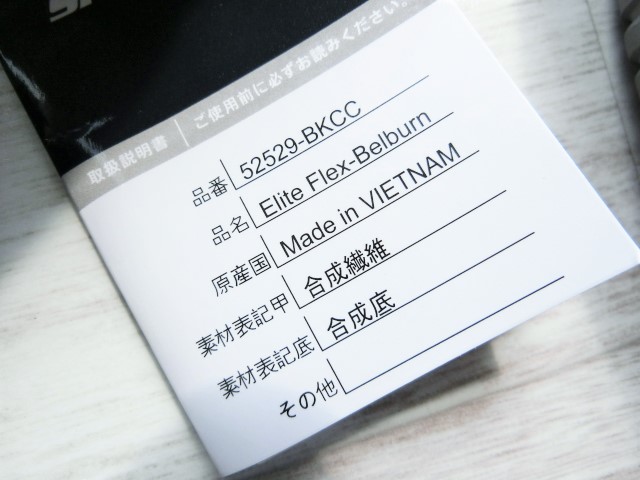 取扱説明書 ご使用前に必ずお読みください。
品番 52529-BKCC
品名 Elite Flex-Belburn
原産国 Made in VIETNAM
素材表記甲 合成繊維
素材表記底 合成底
その他